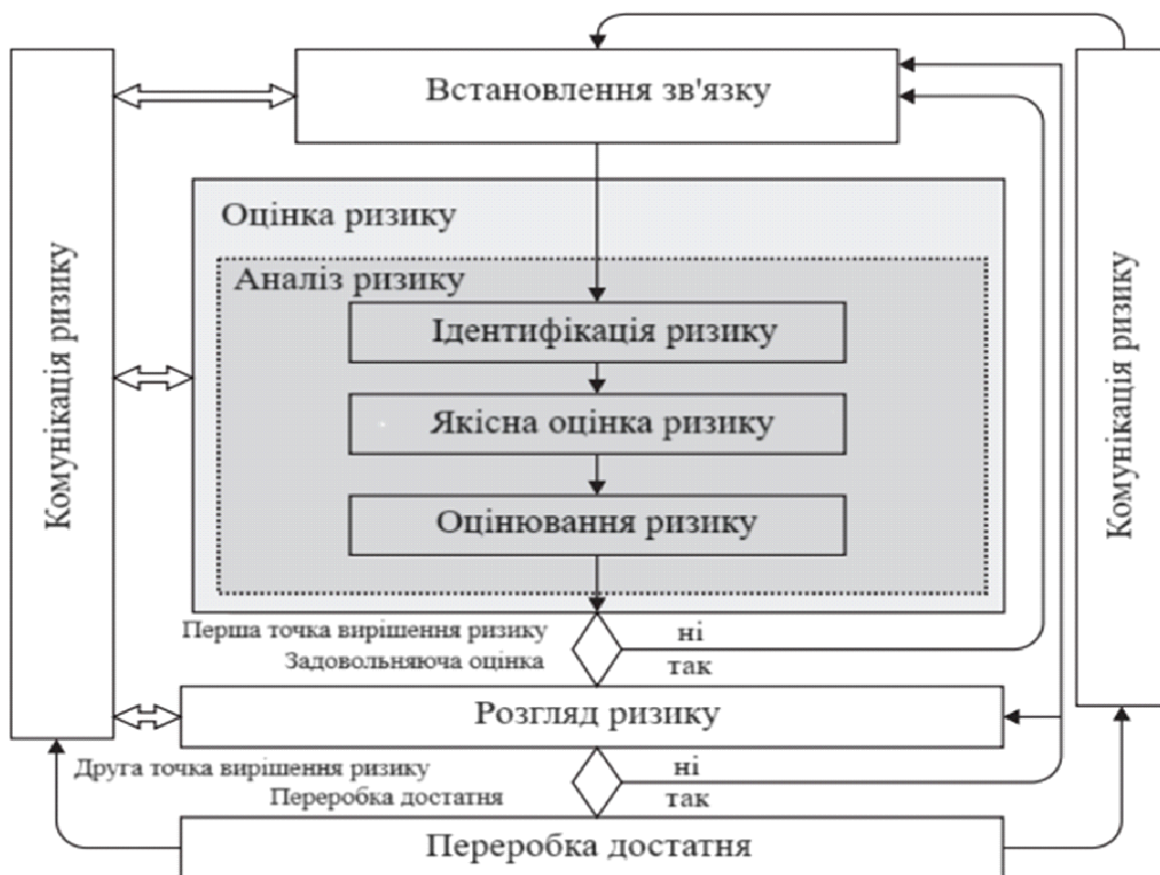 Встановлення зв'язку
Комунікація ризику
Оцінка ризику
Аналіз ризику
Ідентифікація ризику
Якісна оцінка ризику
Оцінювання ризику
Комунікація ризику
Перша точка вирішення ризику
ні
Задовольняюча оцінка
так
Розгляд ризику
Друга точка вирішення ризику
ні
Переробка достатня
так
Переробка достатня